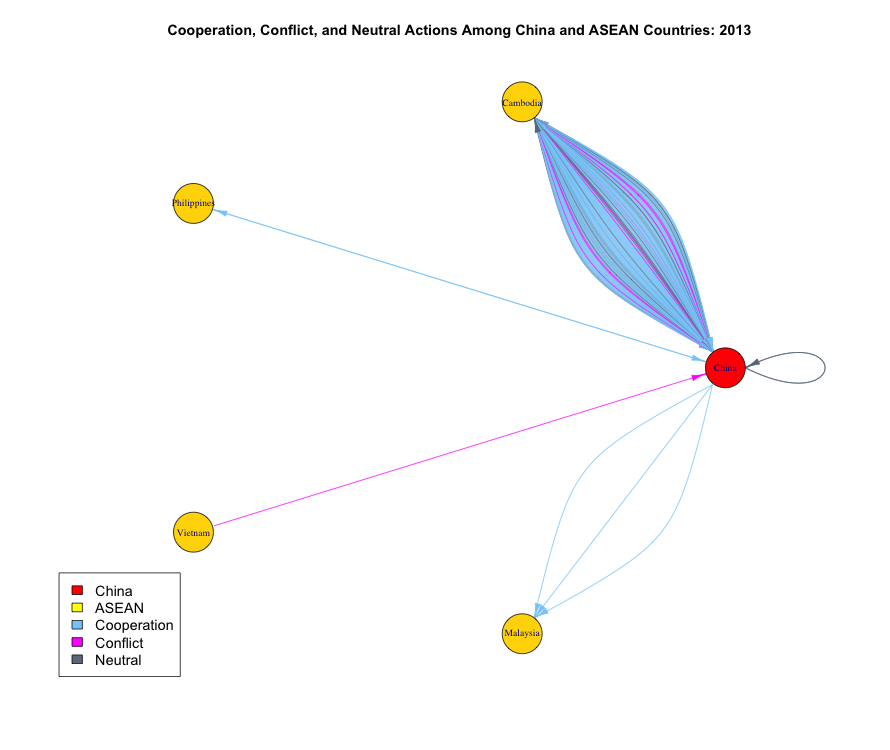 Cooperation, Conflict, and Neutral Actions Among China and ASEAN Countries: 2013
Cambodia
Philippines
China
Vietnam
Malaysia
China
ASEAN
Cooperation
Conflict
Neutral